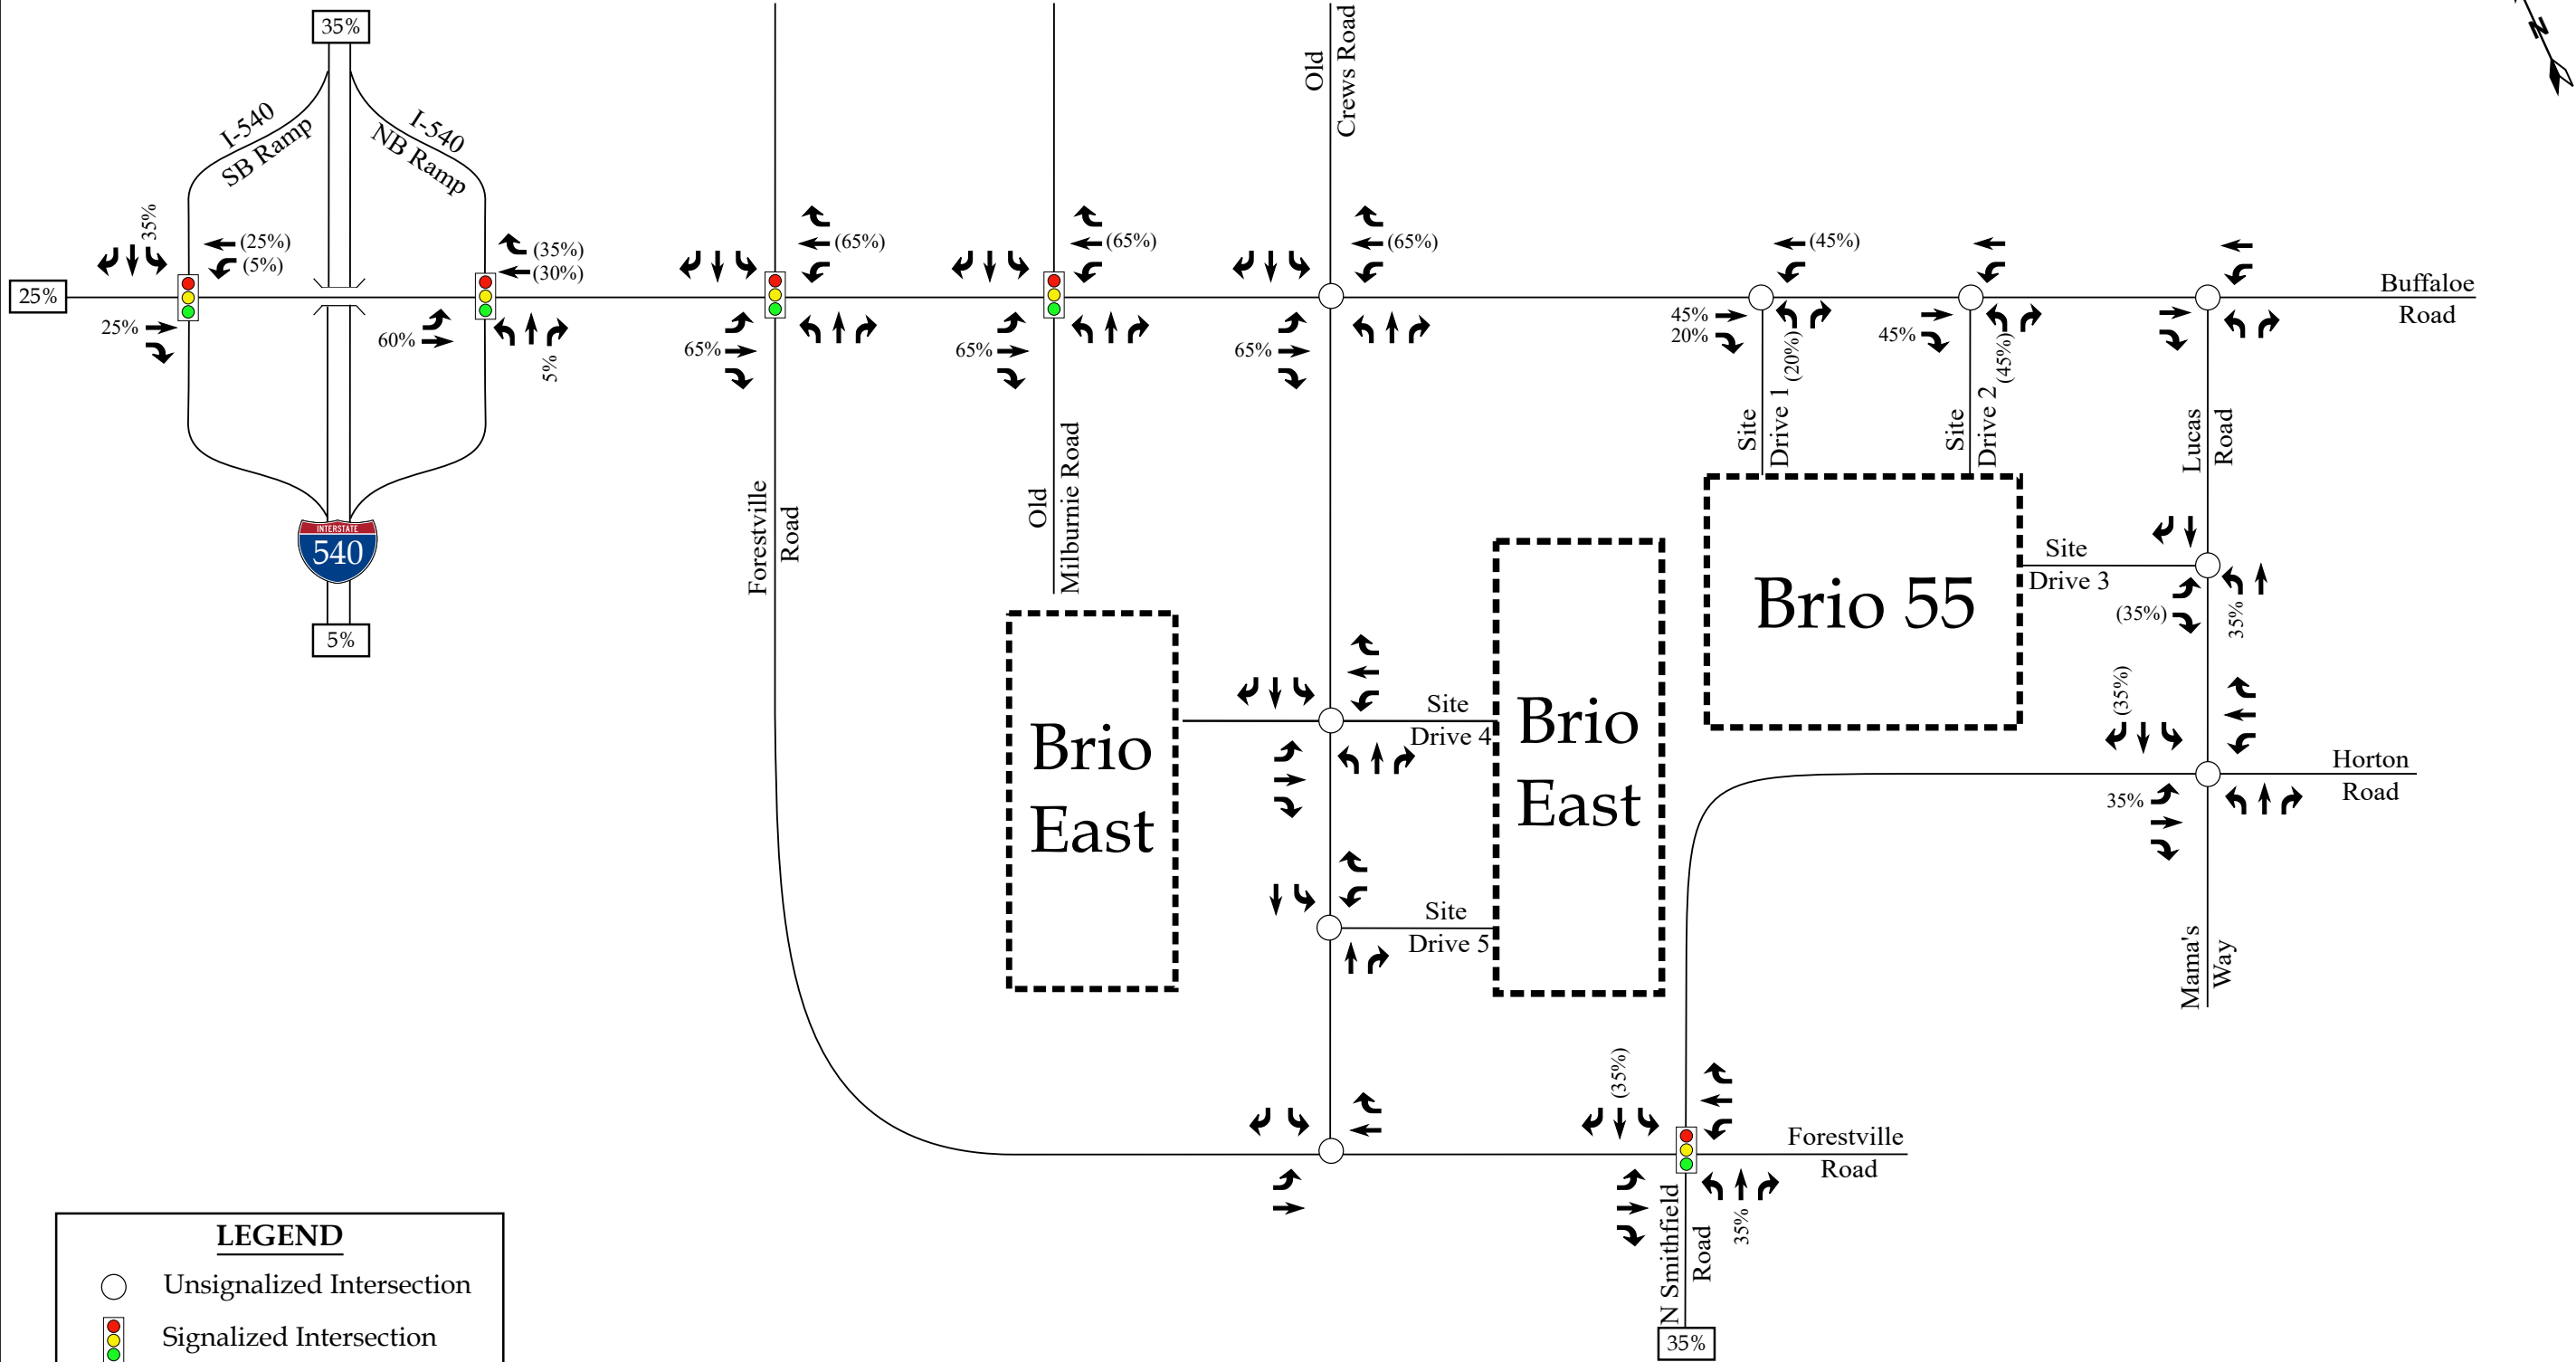 35%
N
Old
Crews Road
I-540
SB Ramp
I-540
NB Ramp
35%
(25%)
(5%)
(35%)
(30%)
(65%)
(65%)
(65%)
(45%)
25%
25%
60%
5%
65%
65%
65%
45%
20%
(20%)
45%
(45%)
Buffaloe
Road
Site
Drive 1
Site
Drive 2
Lucas
Road
Forestville
Road
Old
Milburnie Road
INTERSTATE
540
5%
Brio 55
Site
Drive 3
(35%)
35%
Brio
East
Site
Drive 4
Brio
East
(35%)
35%
Horton
Road
Site
Drive 5
Mama's
Way
(35%)
Forestville
Road
35%
N Smithfield
Road
35%
LEGEND
Unsignalized Intersection
Signalized Intersection